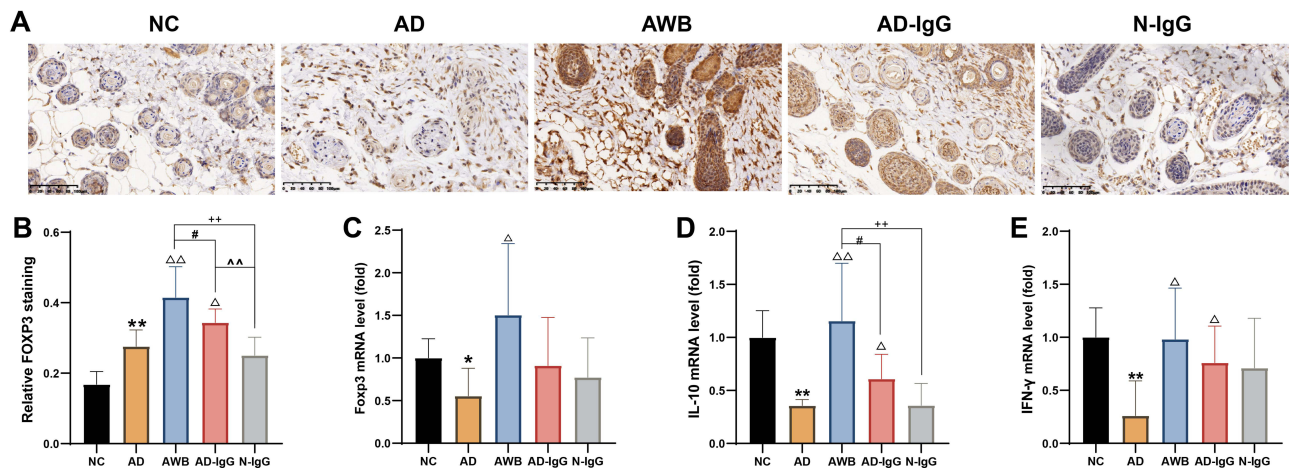 A
NC
AD
AWB
AD-IgG
N-IgG
B
Relative FOXP3 staining
0.6
0.4
0.2
0.0
**
△△
△
#
++
^^
NC AD AWB AD-IgG N-IgG
C
Foxp3 mRNA level (fold)
2.5
2.0
1.5
1.0
0.5
0.0
*
△
NC AD AWB AD-IgG N-IgG
D
IL-10 mRNA level (fold)
2.0
1.5
1.0
0.5
0.0
**
△△
△
#
++
NC AD AWB AD-IgG N-IgG
E
IFN-γ mRNA level (fold)
2.0
1.5
1.0
0.5
0.0
**
△
△
NC AD AWB AD-IgG N-IgG